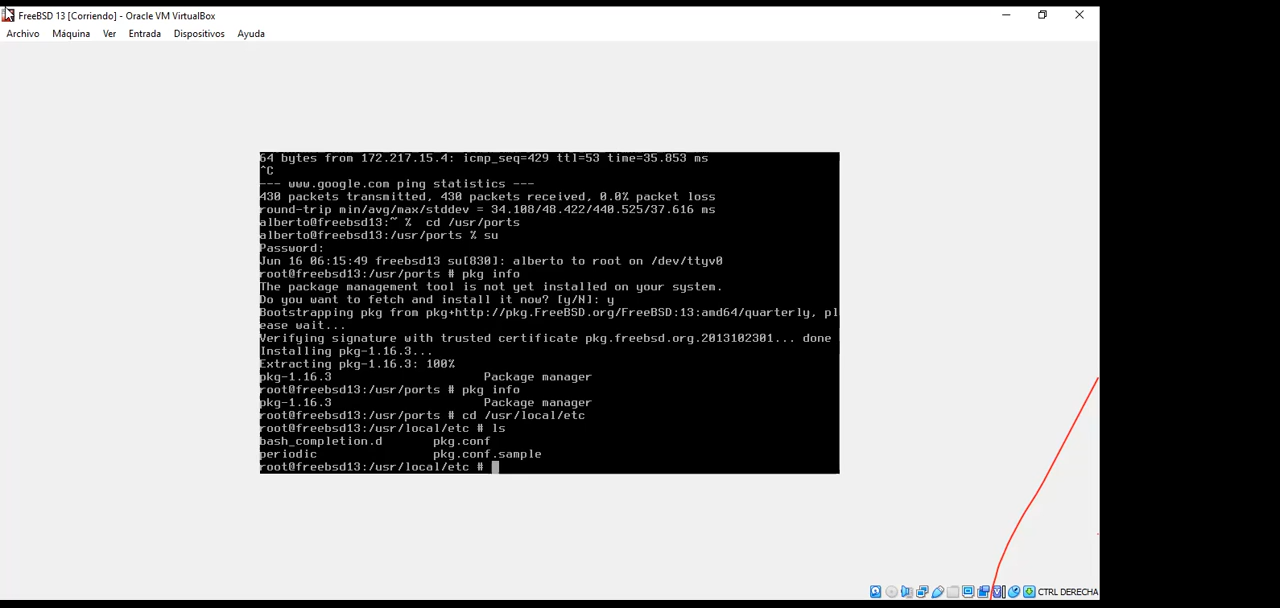 FreeBSD 13 [Corriendo] - Oracle VM VirtualBox
Archivo Máquina Ver Entrada Dispositivos Ayuda
64 bytes from 172.217.15.4: icmp_seq=429 ttl=53 time=35.853 ms
^C
--- www.google.com ping statistics ---
430 packets transmitted, 430 packets received, 0.0% packet loss
round-trip min/avg/max/stddev = 34.108/48.422/440.525/37.616 ms
alberto@freebsd13:~ %  cd /usr/ports
alberto@freebsd13:/usr/ports % su
Password:
Jun 16 06:15:49 freebsd13 su[830]: alberto to root on /dev/ttyv0
root@freebsd13:/usr/ports # pkg info
The package management tool is not yet installed on your system.
Do you want to fetch and install it now? [y/N]: y
Bootstrapping pkg from pkg+http://pkg.FreeBSD.org/FreeBSD:13:amd64/quarterly, pl
ease wait...
Verifying signature with trusted certificate pkg.freebsd.org.2013102301... done
Installing pkg-1.16.3...
Extracting pkg-1.16.3: 100%
pkg-1.16.3 Package manager
root@freebsd13:/usr/ports # pkg info
pkg-1.16.3 Package manager
root@freebsd13:/usr/ports # cd /usr/local/etc
root@freebsd13:/usr/local/etc # ls
bash_completion.d pkg.conf
periodic pkg.conf.sample
root@freebsd13:/usr/local/etc #
CTRL DERECHA